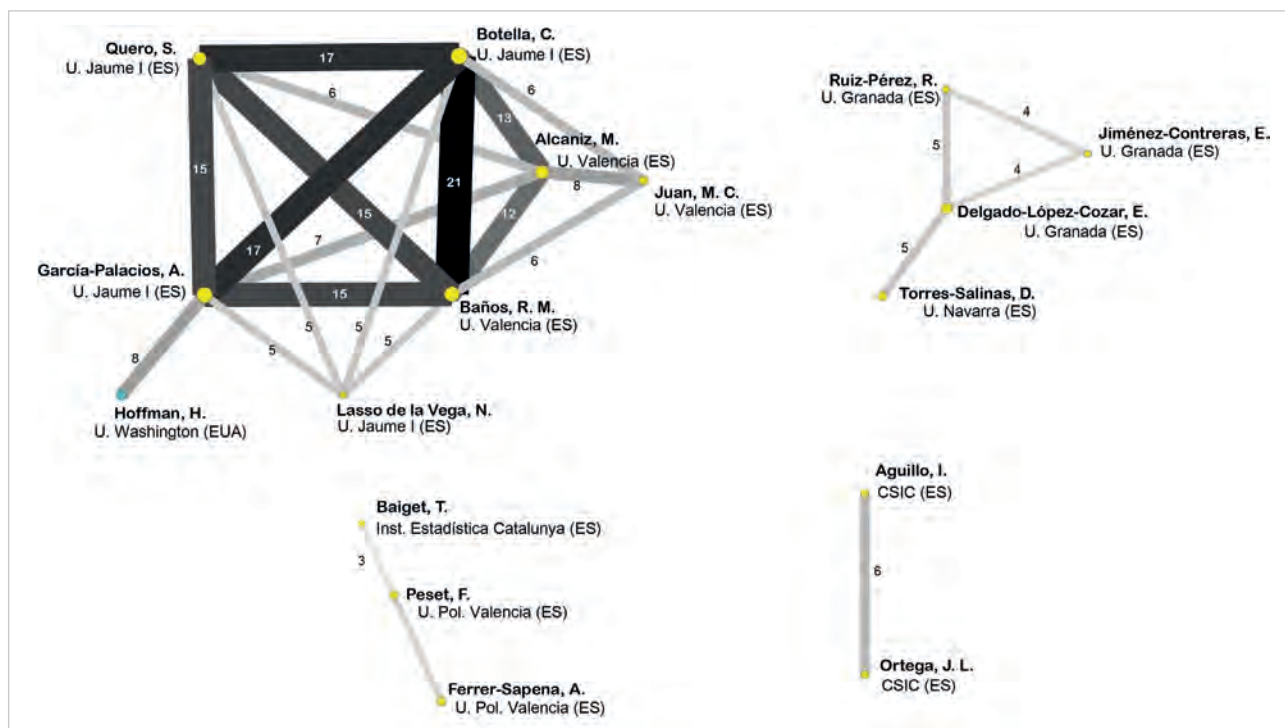 Quero, S.
U. Jaume I (ES)
Botella, C.
U. Jaume I (ES)
17
6
6
13
Alcaniz, M.
U. Valencia (ES)
8
Juan, M. C.
U. Valencia (ES)
15
21
15
12
7
17
6
García-Palacios, A.
U. Jaume I (ES)
15
Baños, R. M.
U. Valencia (ES)
5
5
5
5
8
Hoffman, H.
U. Washington (EUA)
Lasso de la Vega, N.
U. Jaume I (ES)
Ruiz-Pérez, R.
U. Granada (ES)
4
Jiménez-Contreras, E.
U. Granada (ES)
5
4
Delgado-López-Cozar, E.
U. Granada (ES)
5
Torres-Salinas, D.
U. Navarra (ES)
Baiget, T.
Inst. Estadística Catalunya (ES)
3
Peset, F.
U. Pol. Valencia (ES)
Ferrer-Sapena, A.
U. Pol. Valencia (ES)
Aguillo, I.
CSIC (ES)
6
Ortega, J. L.
CSIC (ES)